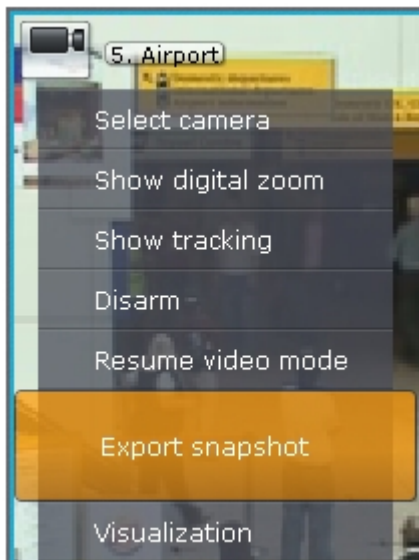 5. Airport
Select camera
Show digital zoom
Show tracking
Disarm
Resume video mode
Export snapshot
Visualization